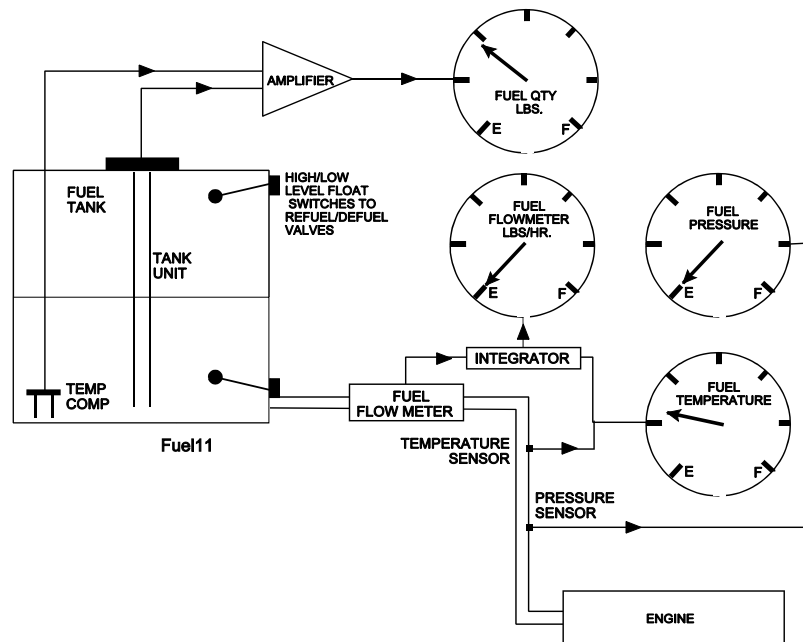 AMPLIFIER
FUEL QTY
LBS.
E
F
FUEL
TANK
HIGH/LOW
LEVEL FLOAT
SWITCHES TO
REFUEL/DEFUEL
VALVES
TANK
UNIT
FUEL
FLOWMETER
LBS/HR.
E
F
FUEL
PRESSURE
E
F
INTEGRATOR
TEMP
COMP
FUEL
FLOW METER
FUEL
TEMPERATURE
E
F
Fuel11
TEMPERATURE
SENSOR
PRESSURE
SENSOR
ENGINE